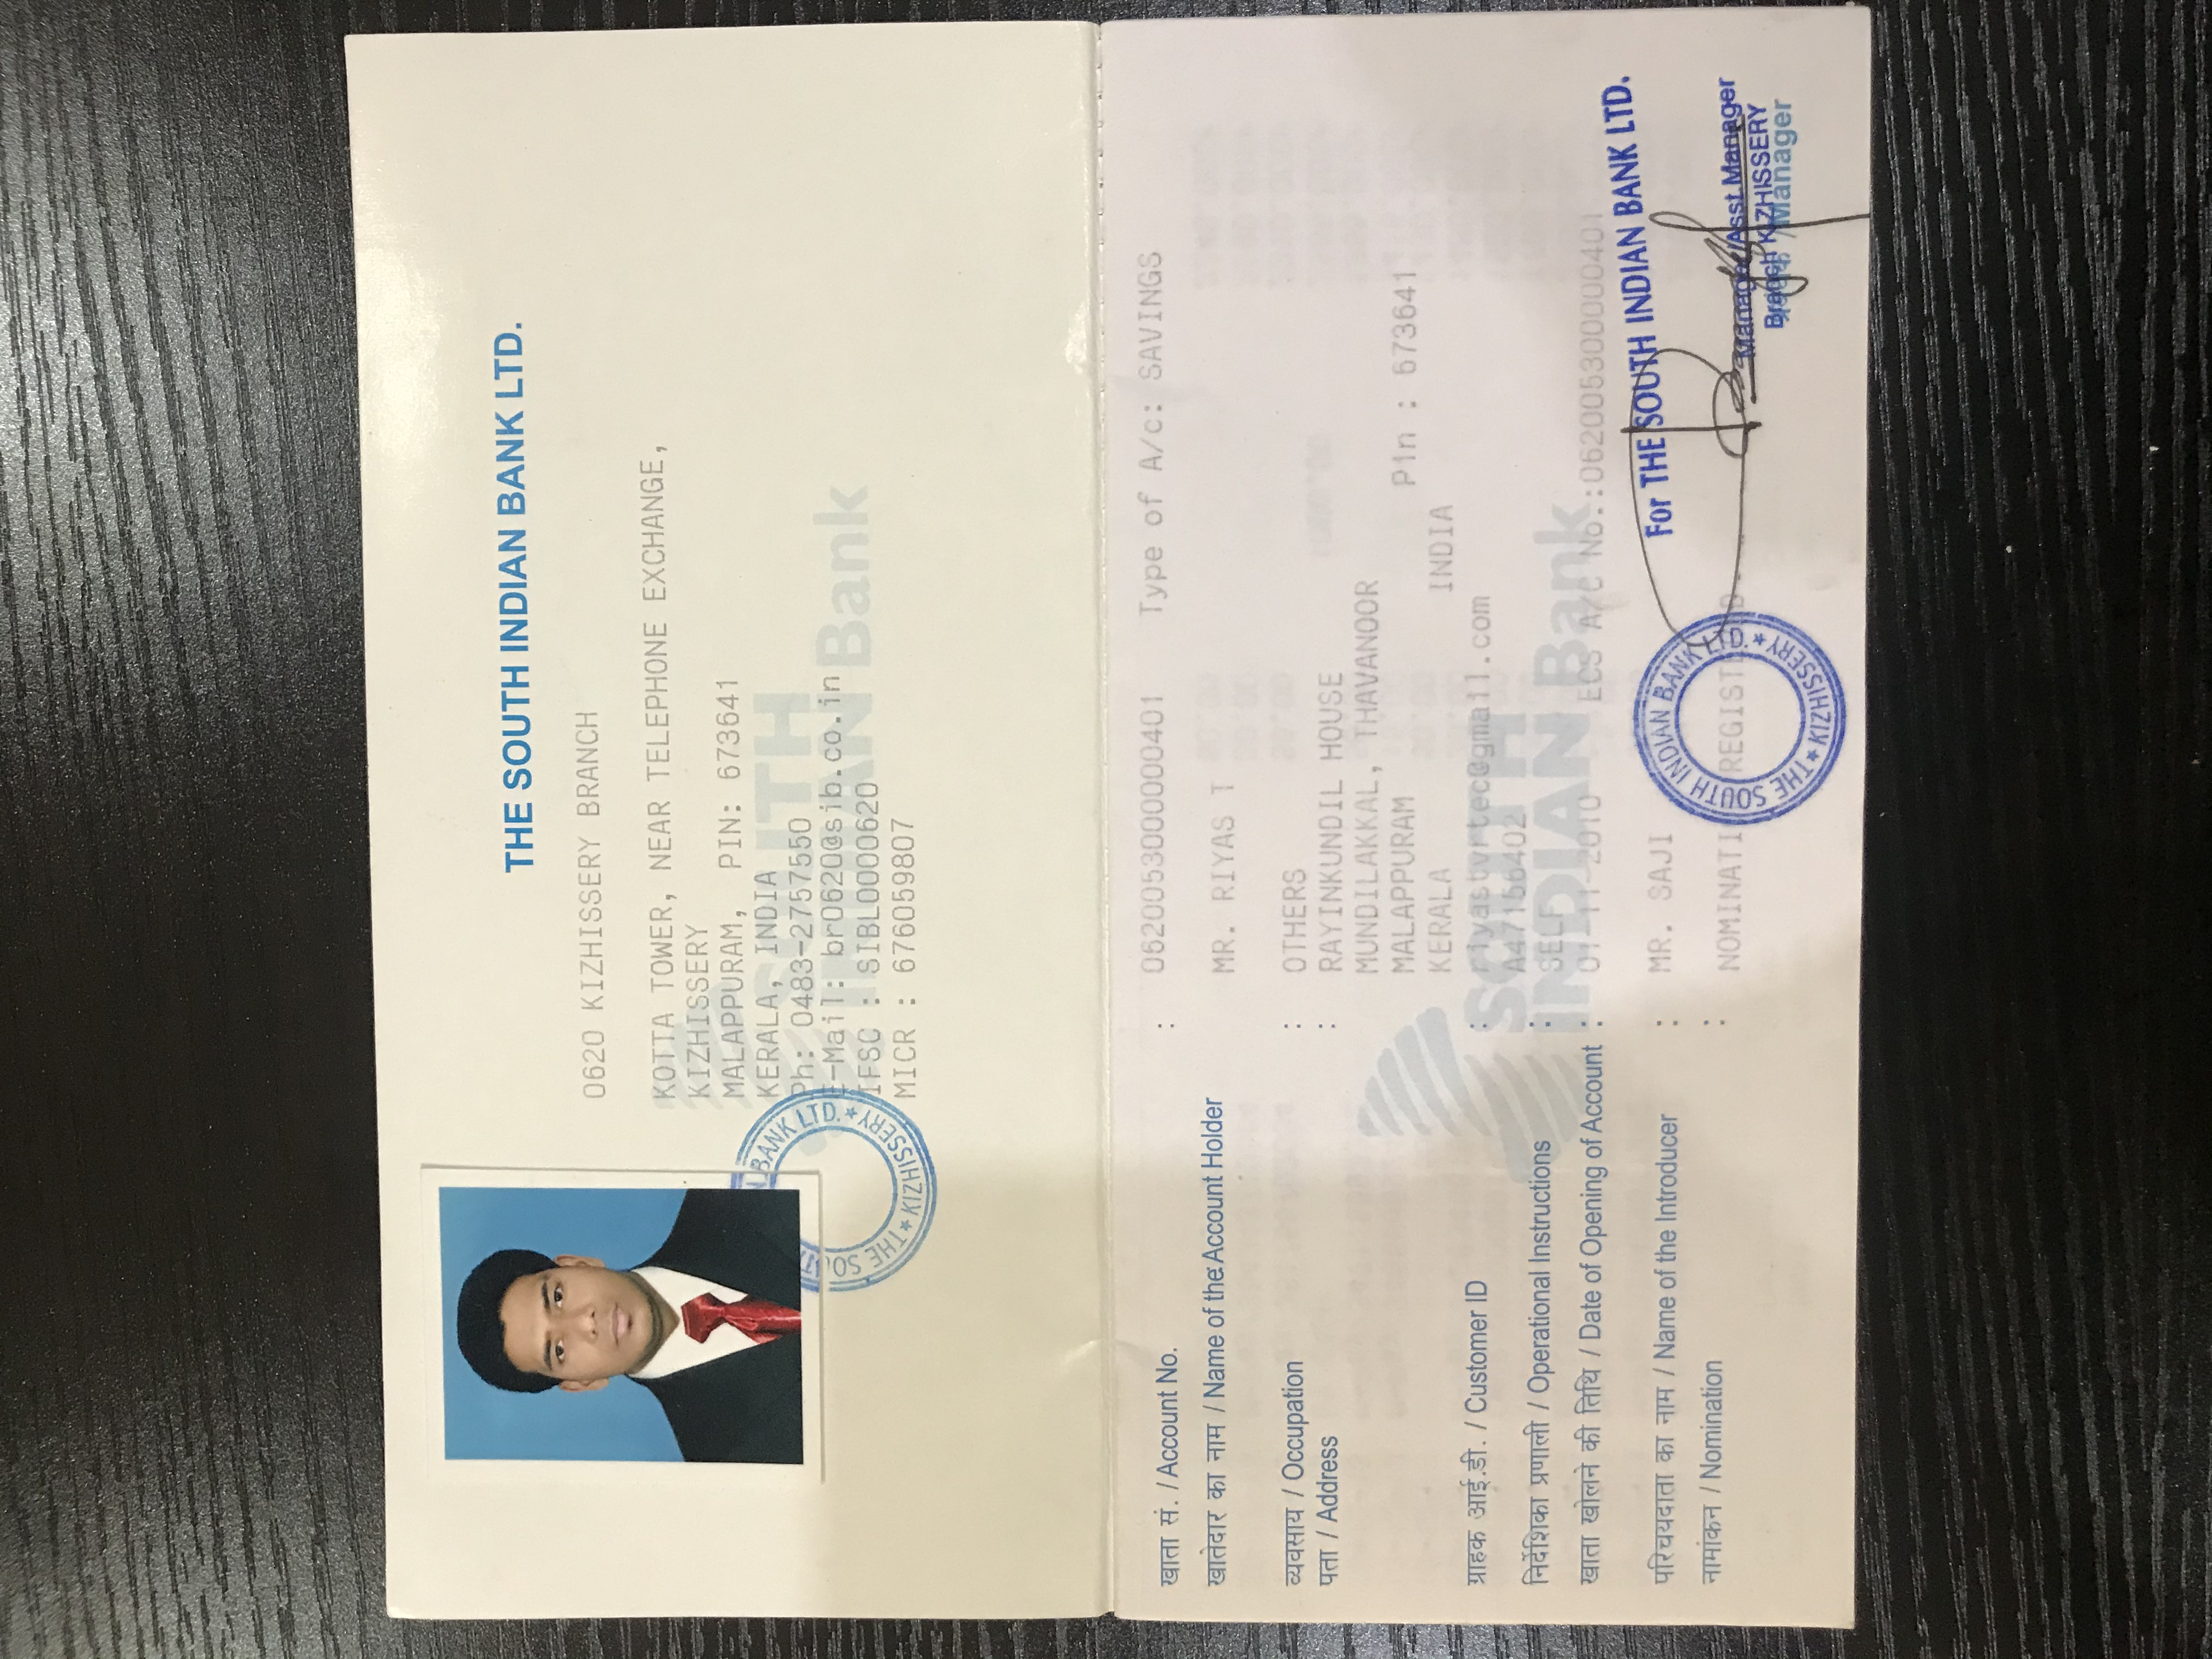 THE SOUTH INDIAN BANK LTD.
0620 KIZHISSERY BRANCH
KOTTA TOWER, NEAR TELEPHONE EXCHANGE,
KIZHISSERY
MALAPPURAM, PIN: 673641
KERALA, INDIA
Ph: 0483-2757550
E-Mail: br0620@sib.co.in
IFSC : SIBL0000620
MICR : 676059807
SOUTH
INDIAN Bank
THE SOUTH INDIAN BANK LTD. ★ KIZHISSERY ★
खाता सं. / Account No. : 0620053000000401 Type of A/c: SAVINGS
खातेदार का नाम / Name of the Account Holder MR. RIYAS T
व्यवसाय / Occupation : OTHERS
पता / Address : RAYINKUNDIL HOUSE
MUNDILAKKAL, THAVANOOR
MALAPPURAM Pin : 673641
KERALA INDIA
ग्राहक आई.डी. / Customer ID : riyastvrtec@gmail.com
A47156402
निर्देशिका प्रणाली / Operational Instructions : SELF
खाता खोलने की तिथि / Date of Opening of Account : 01-11-2010 ECS A/C No.:062005300000401
SOUTH
INDIAN Bank
परिचयदाता का नाम / Name of the Introducer : MR. SAJI
नामांकन / Nomination : NOMINATI REGIST D
THE SOUTH INDIAN BANK LTD. ★ KIZHISSERY ★
For THE SOUTH INDIAN BANK LTD.
Manager/Asst.Manager
Branch KIZHISSERY
/Manager